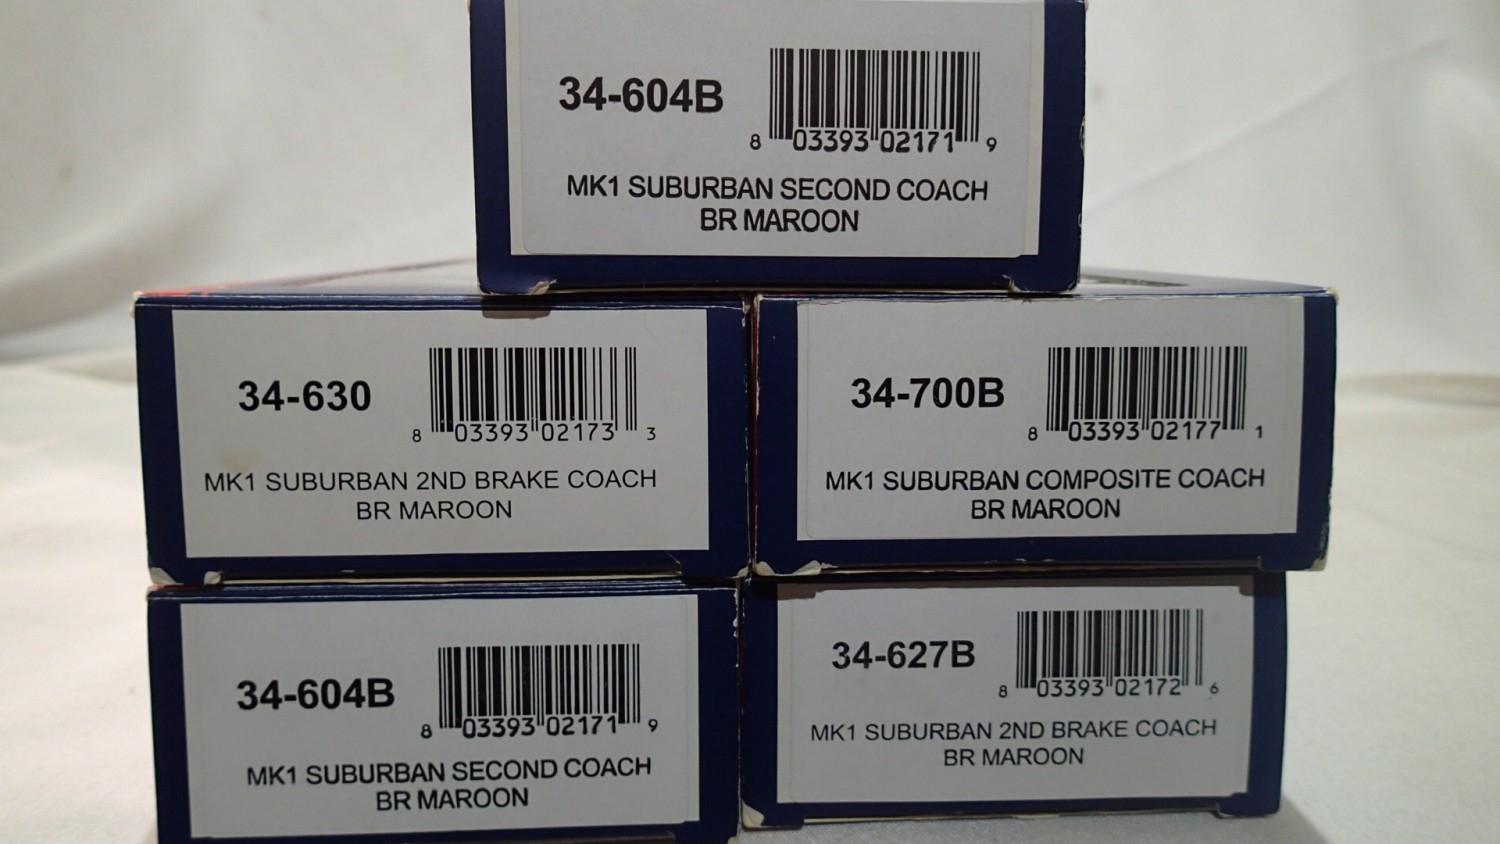 34-604B
8 03393 02171 9
MK1 SUBURBAN SECOND COACH
BR MAROON
34-630
8 03393 02173 3
MK1 SUBURBAN 2ND BRAKE COACH
BR MAROON
34-700B
8 03393 02177 1
MK1 SUBURBAN COMPOSITE COACH
BR MAROON
34-604B
8 03393 02171 9
MK1 SUBURBAN SECOND COACH
BR MAROON
34-627B
8 03393 02172 6
MK1 SUBURBAN 2ND BRAKE COACH
BR MAROON